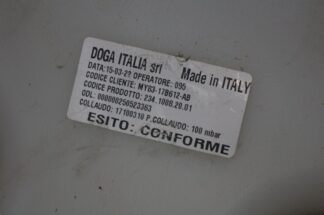 DOGA ITALIA srl Made in ITALY
DATA:15-03-22 OPERATORE: 095
CODICE CLIENTE: MY83-17B612-AB
CODICE PRODOTTO: 234.1008.20.01
ODL: 000000250523363
COLLAUDO: 17100310 P.COLLAUDO: 100 mbar
ESITO: CONFORME